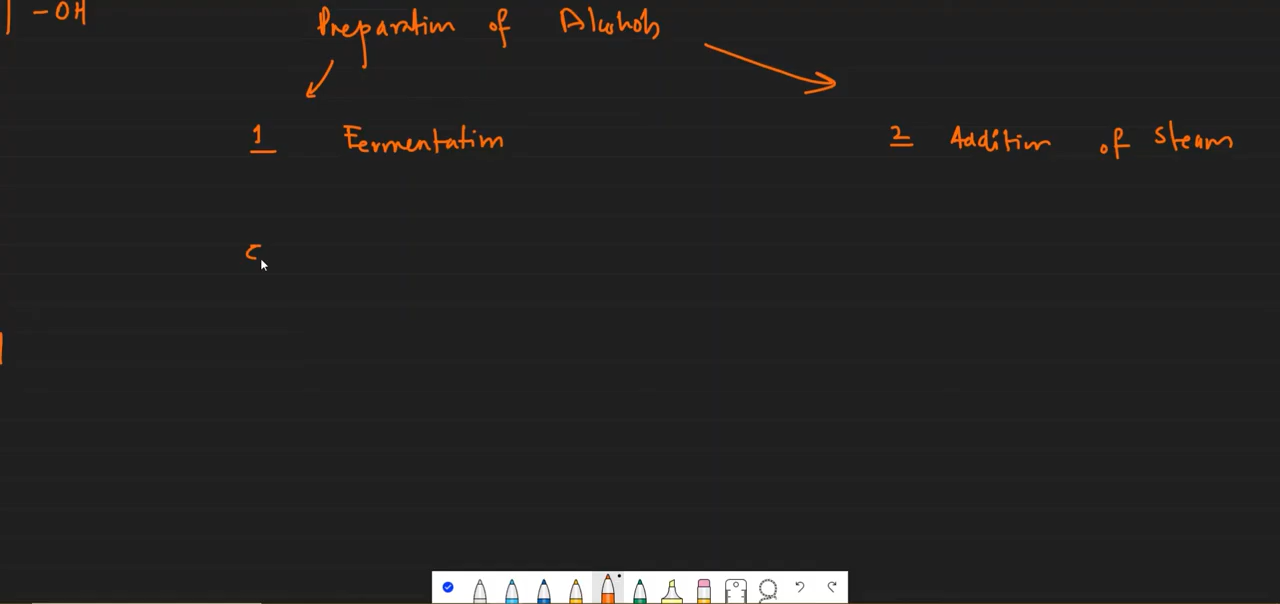 -OH
Preparation of Alcohols
1 Fermentation
2 Addition of Steam
C